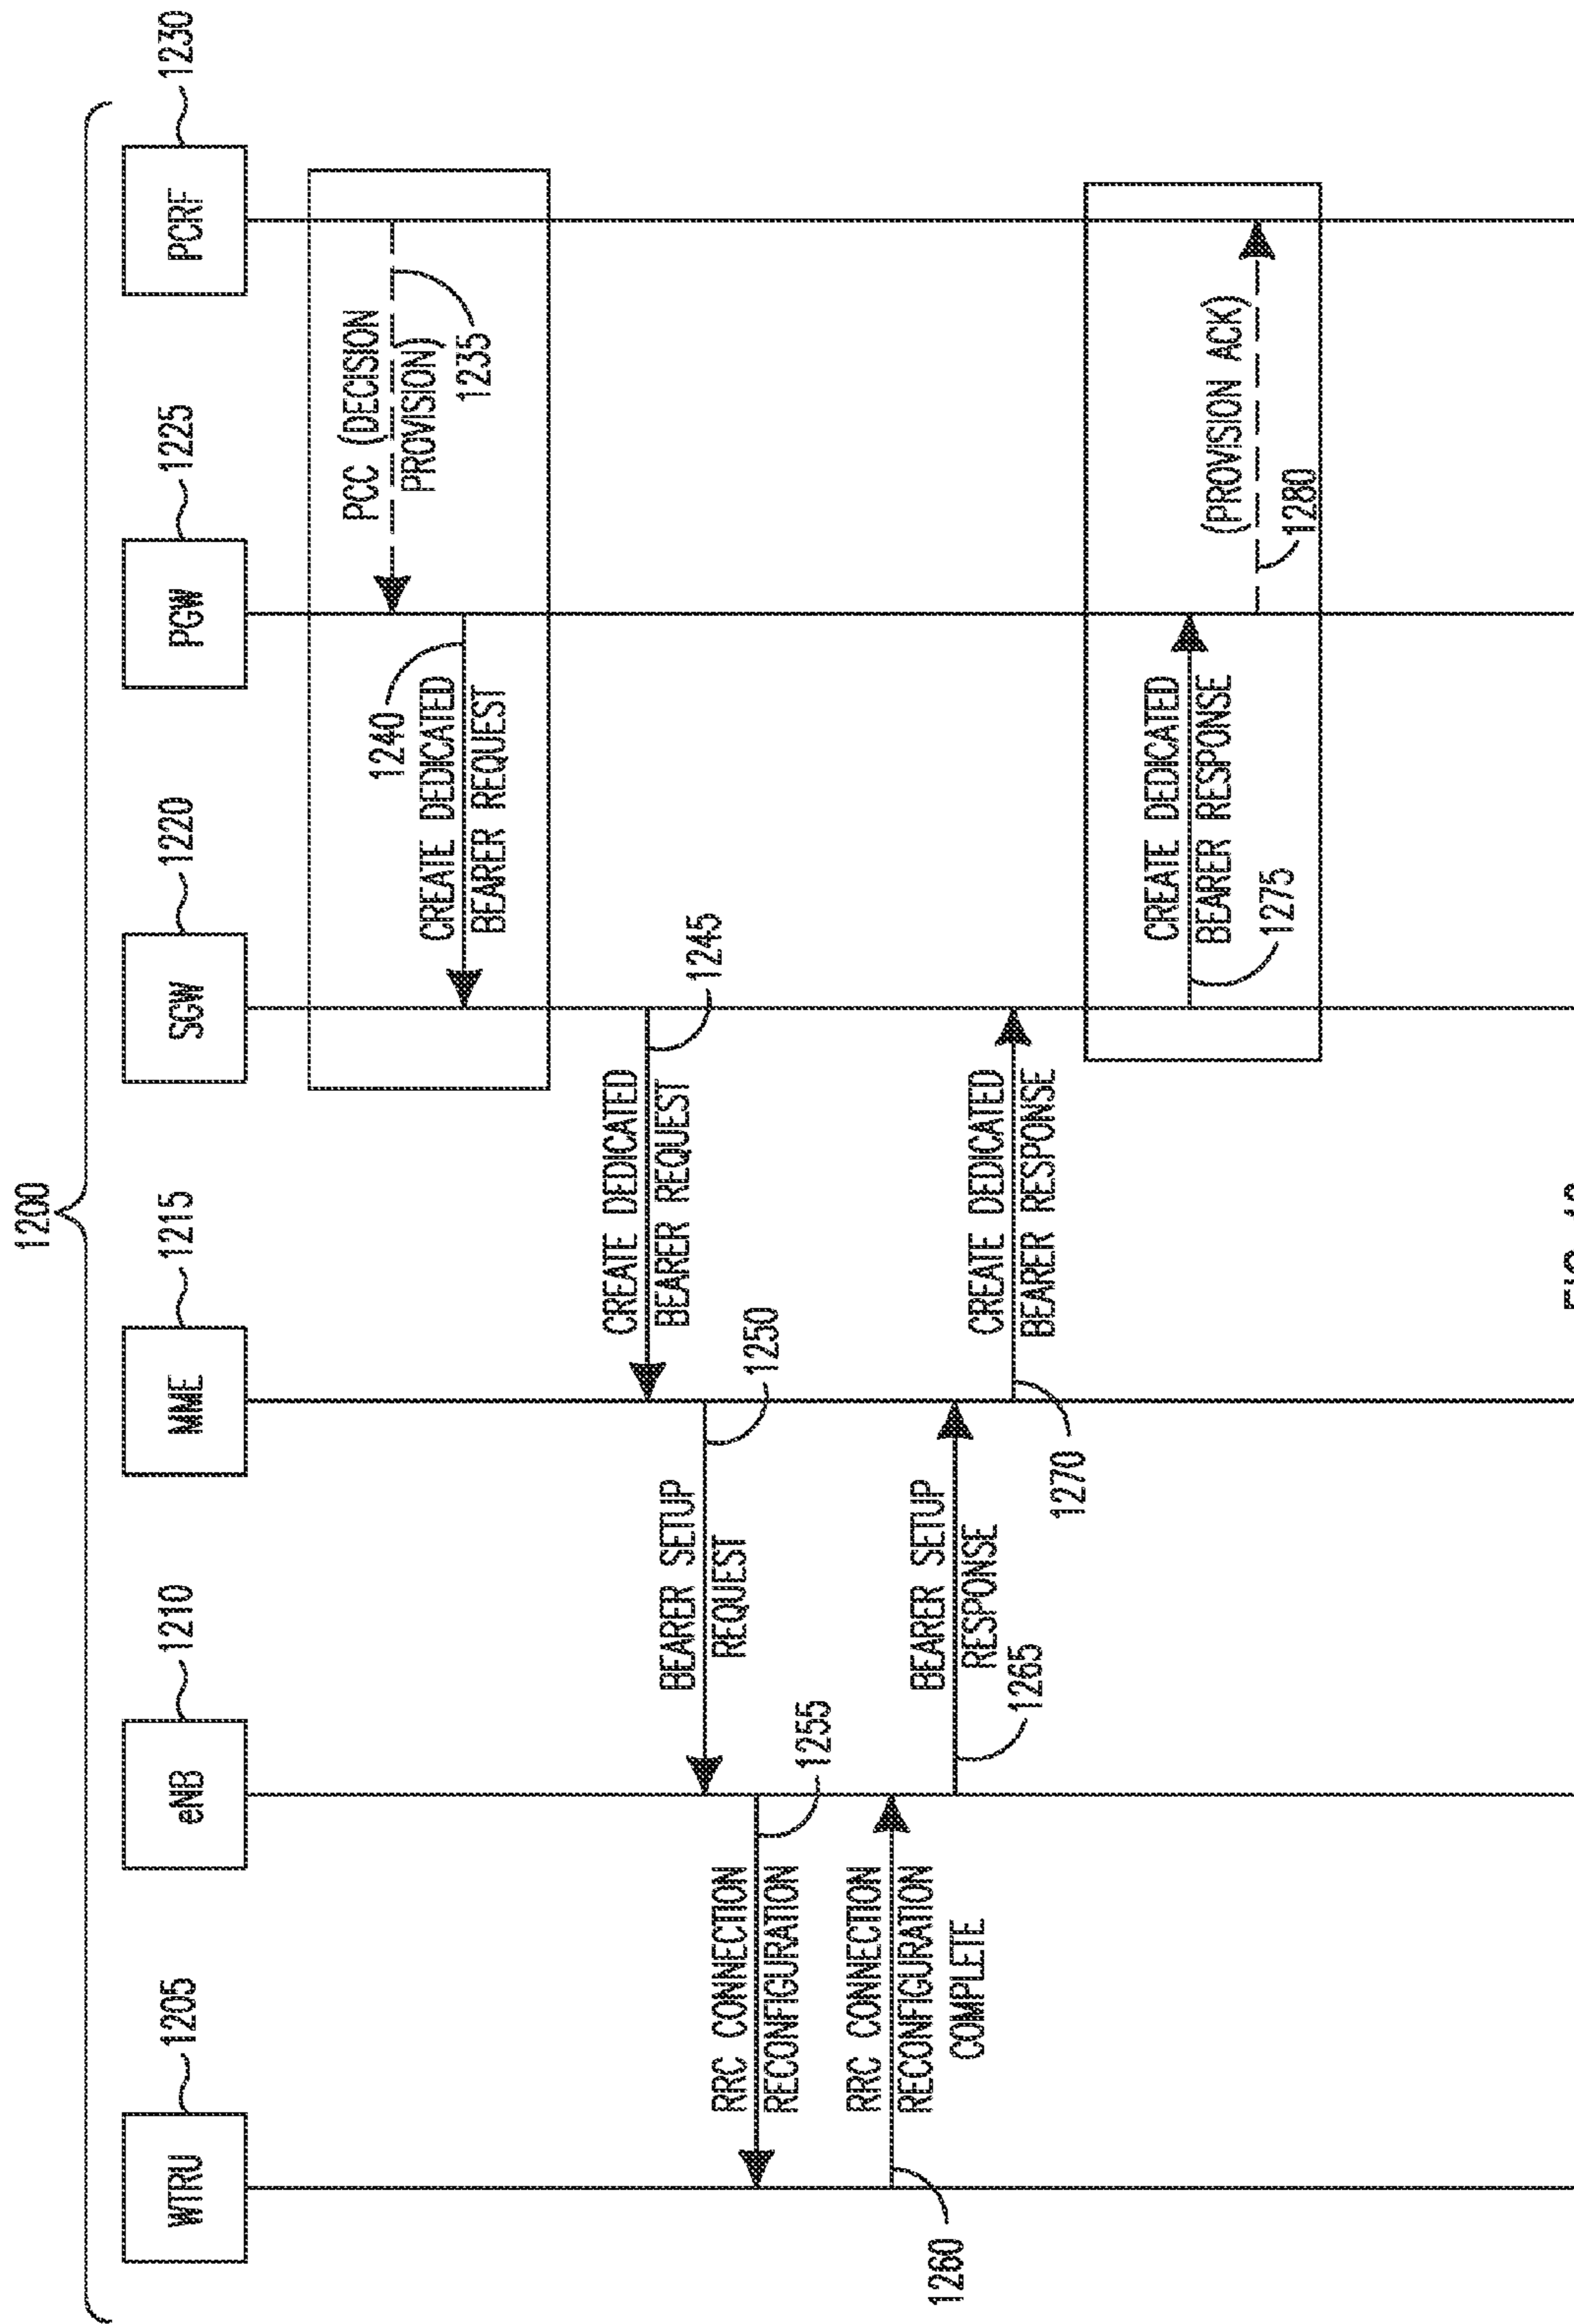 1200
1205
1210
1215
1220
1225
1230
WTRU
eNB
MME
SGW
PGW
PCRF
PCC (DECISION
PROVISION)
1235
1240
CREATE DEDICATED
BEARER REQUEST
1245
CREATE DEDICATED
BEARER REQUEST
1250
BEARER SETUP
REQUEST
1255
RRC CONNECTION
RECONFIGURATION
RRC CONNECTION
RECONFIGURATION
COMPLETE
1260
BEARER SETUP
RESPONSE
1265
CREATE DEDICATED
BEARER RESPONSE
1270
CREATE DEDICATED
BEARER RESPONSE
1275
(PROVISION ACK)
1280